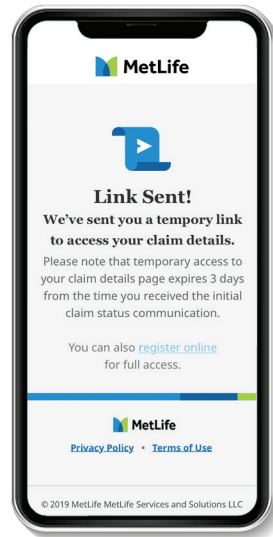 MetLife
Link Sent!
We've sent you a tempory link
to access your claim details.
Please note that temporary access to
your claim details page expires 3 days
from the time you received the initial
claim status communication.
You can also register online
for full access.
MetLife
Privacy Policy • Terms of Use
© 2019 MetLife MetLife Services and Solutions LLC